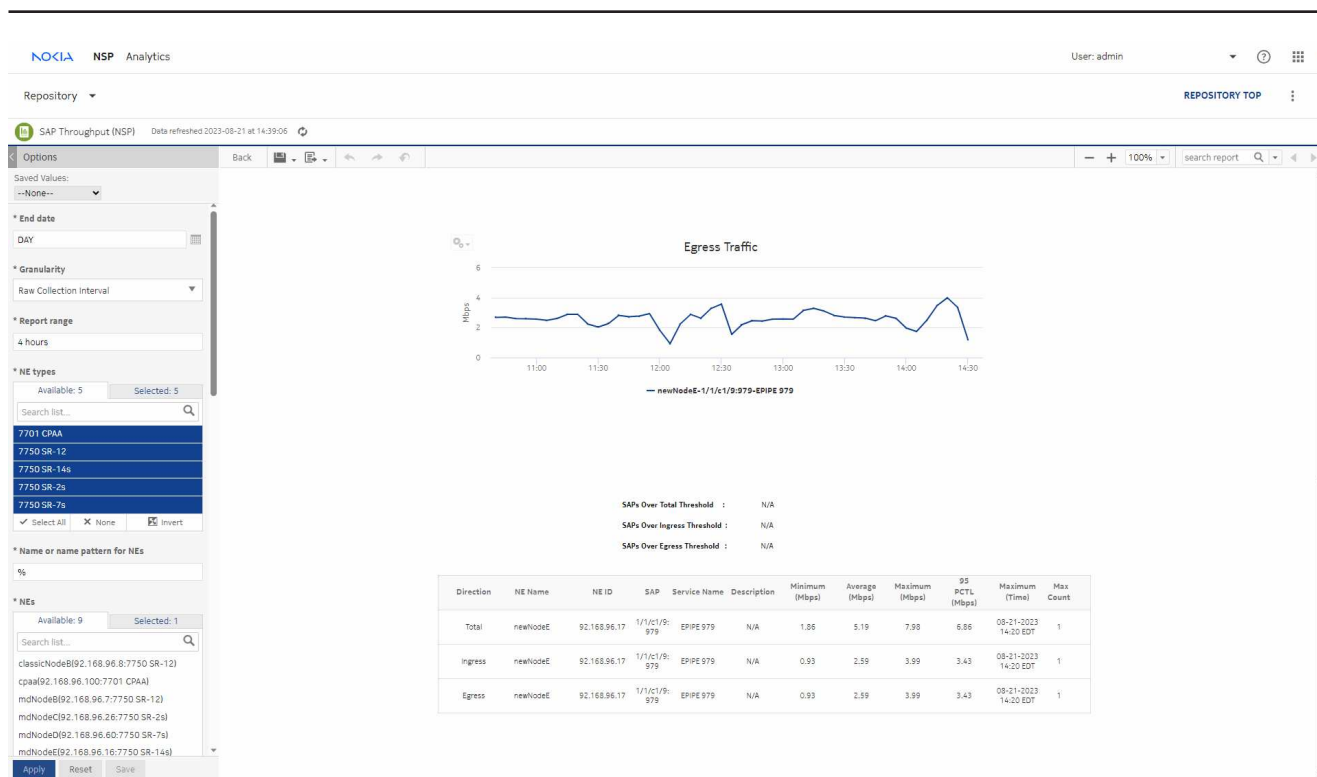 NOKIA NSP Analytics
User: admin
Repository
REPOSITORY TOP
SAP Throughput (NSP) Data refreshed 2023-08-21 at 14:39:06
Options
Back
100%
search report
Saved Values:
--None--
* End date
DAY
* Granularity
Raw Collection Interval
* Report range
4 hours
* NE types
Available: 5 Selected: 5
Search list...
7701 CPAA
7750 SR-12
7750 SR-14s
7750 SR-2s
7750 SR-7s
Select All None Invert
* Name or name pattern for NEs
%
* NEs
Available: 9 Selected: 1
Search list...
classicNodeB(92.168.96.8:7750 SR-12)
cpaa(92.168.96.100:7701 CPAA)
mdNodeB(92.168.96.7:7750 SR-12)
mdNodeC(92.168.96.26:7750 SR-2s)
mdNodeD(92.168.96.60:7750 SR-7s)
mdNodeE(92.168.96.16:7750 SR-14s)
Apply Reset Save
Egress Traffic
Mbps
6
4
2
0
11:00 11:30 12:00 12:30 13:00 13:30 14:00 14:30
newNodeE-1/1/c1/9:979-EPIPE 979
SAPs Over Total Threshold : N/A
SAPs Over Ingress Threshold : N/A
SAPs Over Egress Threshold : N/A
Direction NE Name NE ID SAP Service Name Description Minimum (Mbps) Average (Mbps) Maximum (Mbps) 95 PCTL (Mbps) Maximum (Time) Max Count
Total newNodeE 92.168.96.17 1/1/c1/9:979 EPIPE 979 N/A 1.86 5.19 7.98 6.86 08-21-2023 14:20 EDT 1
Ingress newNodeE 92.168.96.17 1/1/c1/9:979 EPIPE 979 N/A 0.93 2.59 3.99 3.43 08-21-2023 14:20 EDT 1
Egress newNodeE 92.168.96.17 1/1/c1/9:979 EPIPE 979 N/A 0.93 2.59 3.99 3.43 08-21-2023 14:20 EDT 1